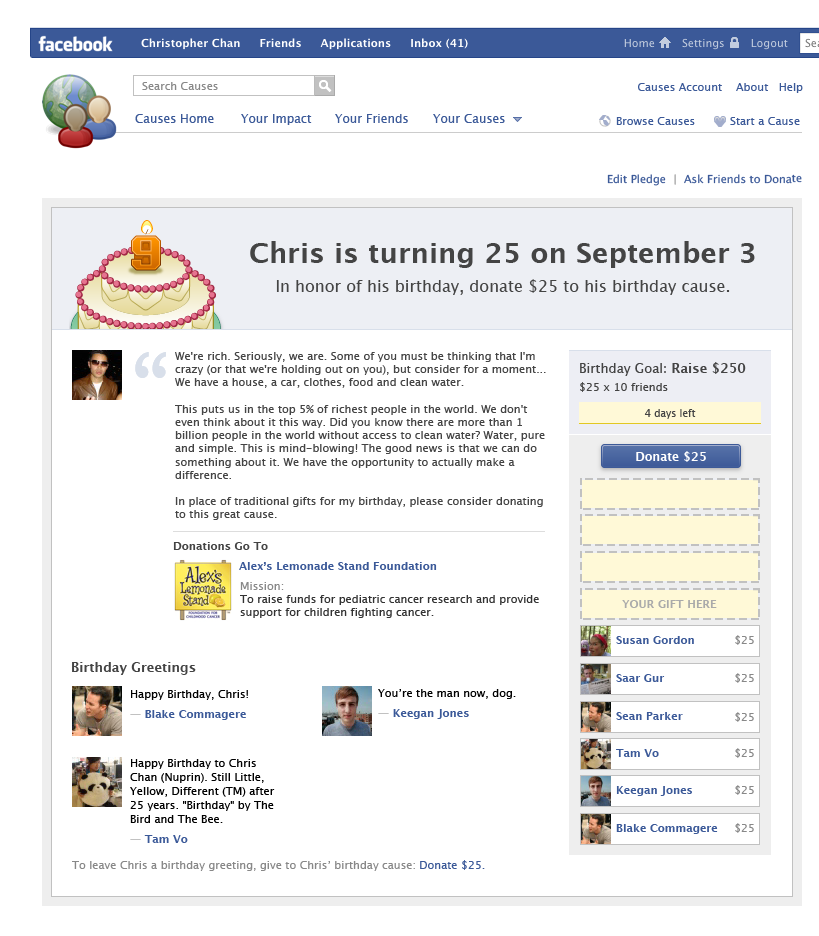 facebook Christopher Chan Friends Applications Inbox (41) Home Settings Logout Sea
Search Causes
Causes Account About Help
Causes Home Your Impact Your Friends Your Causes
Browse Causes Start a Cause
Edit Pledge | Ask Friends to Donate
9
Chris is turning 25 on September 3
In honor of his birthday, donate $25 to his birthday cause.
“
We're rich. Seriously, we are. Some of you must be thinking that I'm
crazy (or that we're holding out on you), but consider for a moment...
We have a house, a car, clothes, food and clean water.
This puts us in the top 5% of richest people in the world. We don't
even think about it this way. Did you know there are more than 1
billion people in the world without access to clean water? Water, pure
and simple. This is mind-blowing! The good news is that we can do
something about it. We have the opportunity to actually make a
difference.
In place of traditional gifts for my birthday, please consider donating
to this great cause.
Donations Go To
Alex's
Lemonade
Stand
FOUNDATION FOR
CHILDHOOD CANCER
Alex’s Lemonade Stand Foundation
Mission:
To raise funds for pediatric cancer research and provide
support for children fighting cancer.
Birthday Greetings
Happy Birthday, Chris!
— Blake Commagere
You’re the man now, dog.
— Keegan Jones
Happy Birthday to Chris
Chan (Nuprin). Still Little,
Yellow, Different (TM) after
25 years. "Birthday" by The
Bird and The Bee.
— Tam Vo
To leave Chris a birthday greeting, give to Chris’ birthday cause: Donate $25.
Birthday Goal: Raise $250
$25 x 10 friends
4 days left
Donate $25
YOUR GIFT HERE
Susan Gordon $25
Saar Gur $25
Sean Parker $25
Tam Vo $25
Keegan Jones $25
Blake Commagere $25